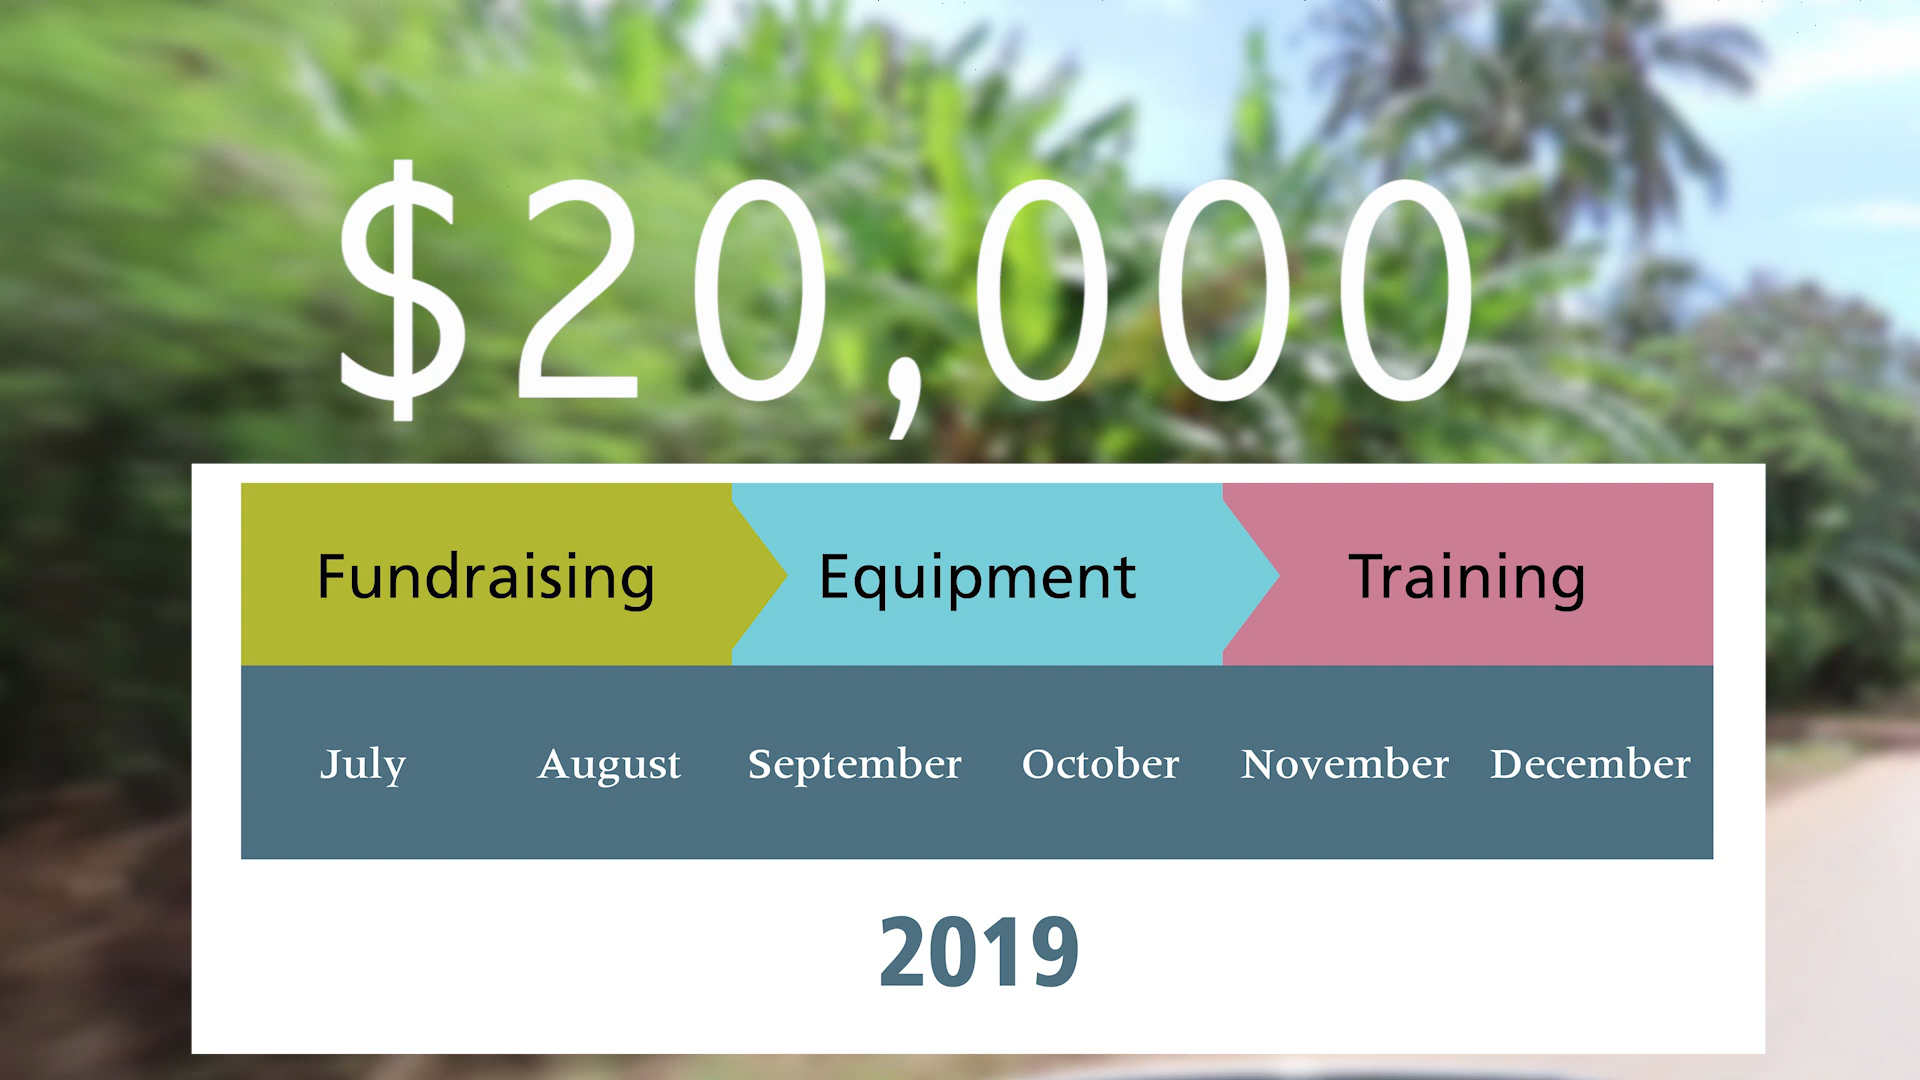 $20,000
Fundraising Equipment Training
July August September October November December
2019